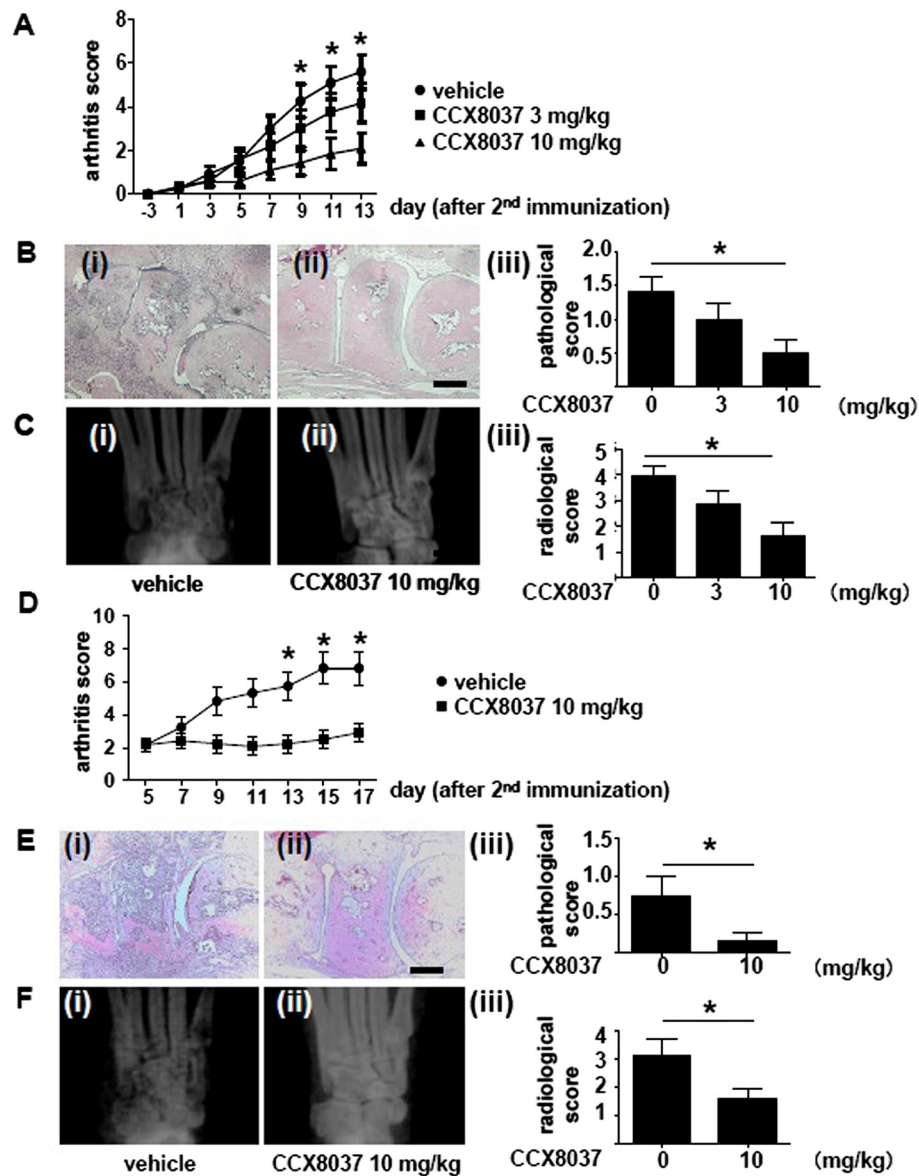 A
arthritis score
8
6
4
2
0
* * *
-3 1 3 5 7 9 11 13
day (after 2nd immunization)
vehicle
CCX8037 3 mg/kg
CCX8037 10 mg/kg
B
(i)
(ii)
(iii)
pathological
score
2.0
1.5
1.0
0.5
*
CCX8037 0 3 10 (mg/kg)
C
(i)
(ii)
(iii)
vehicle
CCX8037 10 mg/kg
radiological
score
5
4
3
2
1
*
CCX8037 0 3 10 (mg/kg)
D
arthritis score
10
8
6
4
2
0
* * *
5 7 9 11 13 15 17
day (after 2nd immunization)
vehicle
CCX8037 10 mg/kg
E
(i)
(ii)
(iii)
pathological
score
1.5
1.0
0.5
*
CCX8037 0 10 (mg/kg)
F
(i)
(ii)
(iii)
vehicle
CCX8037 10 mg/kg
radiological
score
4
3
2
1
*
CCX8037 0 10 (mg/kg)